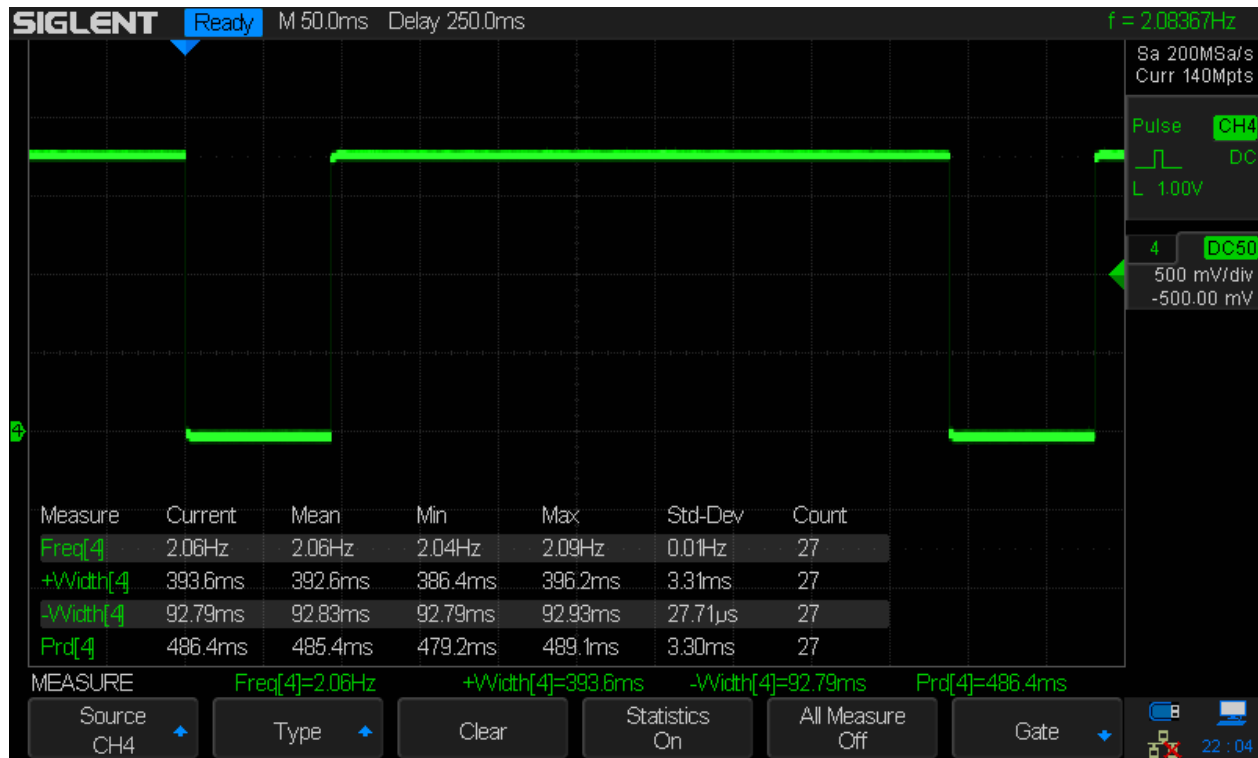 SIGLENT Ready M 50.0ms Delay 250.0ms f = 2.08367Hz
Sa 200MSa/s
Curr 140Mpts
Pulse CH4
DC
L 1.00V
4 DC50
500 mV/div
-500.00 mV
4
Measure Current Mean Min Max Std-Dev Count
Freq[4] 2.06Hz 2.06Hz 2.04Hz 2.09Hz 0.01Hz 27
+Width[4] 393.6ms 392.6ms 386.4ms 396.2ms 3.31ms 27
-Width[4] 92.79ms 92.83ms 92.79ms 92.93ms 27.71µs 27
Prd[4] 486.4ms 485.4ms 479.2ms 489.1ms 3.30ms 27
MEASURE Freq[4]=2.06Hz +Width[4]=393.6ms -Width[4]=92.79ms Prd[4]=486.4ms
Source
CH4
Type
Clear
Statistics
On
All Measure
Off
Gate
22:04